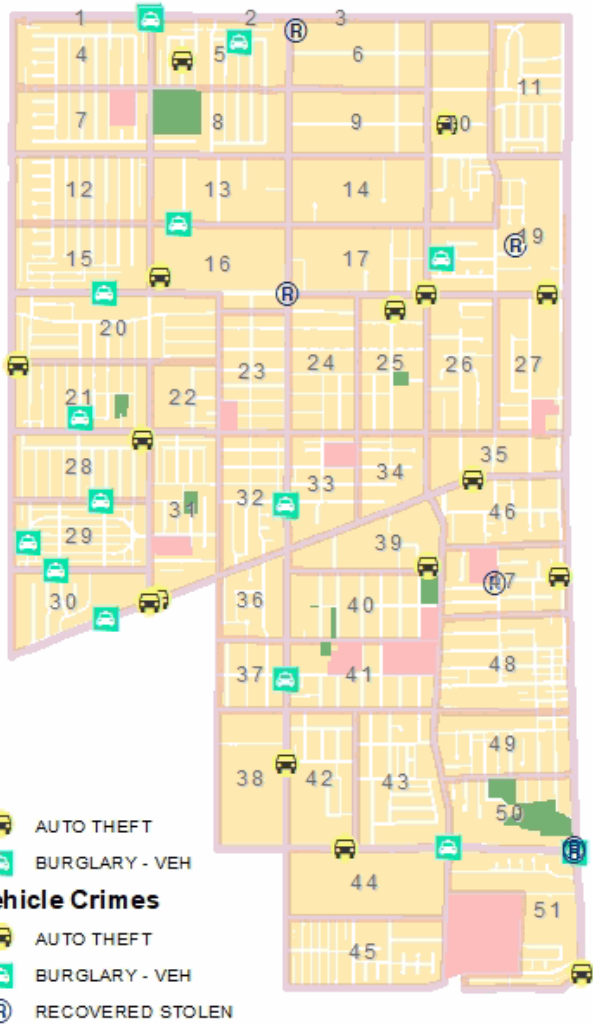 1 2 3
4 5 6
11
7 8 9 0
12 13 14
19
15 16 17
20
23 24 25 26 27
21 22
35
28 33 34
32
31 46
29 39
47
30 36 40
48
37 41
49
38 42 43
50
AUTO THEFT
BURGLARY - VEH
44
ehicle Crimes
51
AUTO THEFT
45
BURGLARY - VEH
R RECOVERED STOLEN